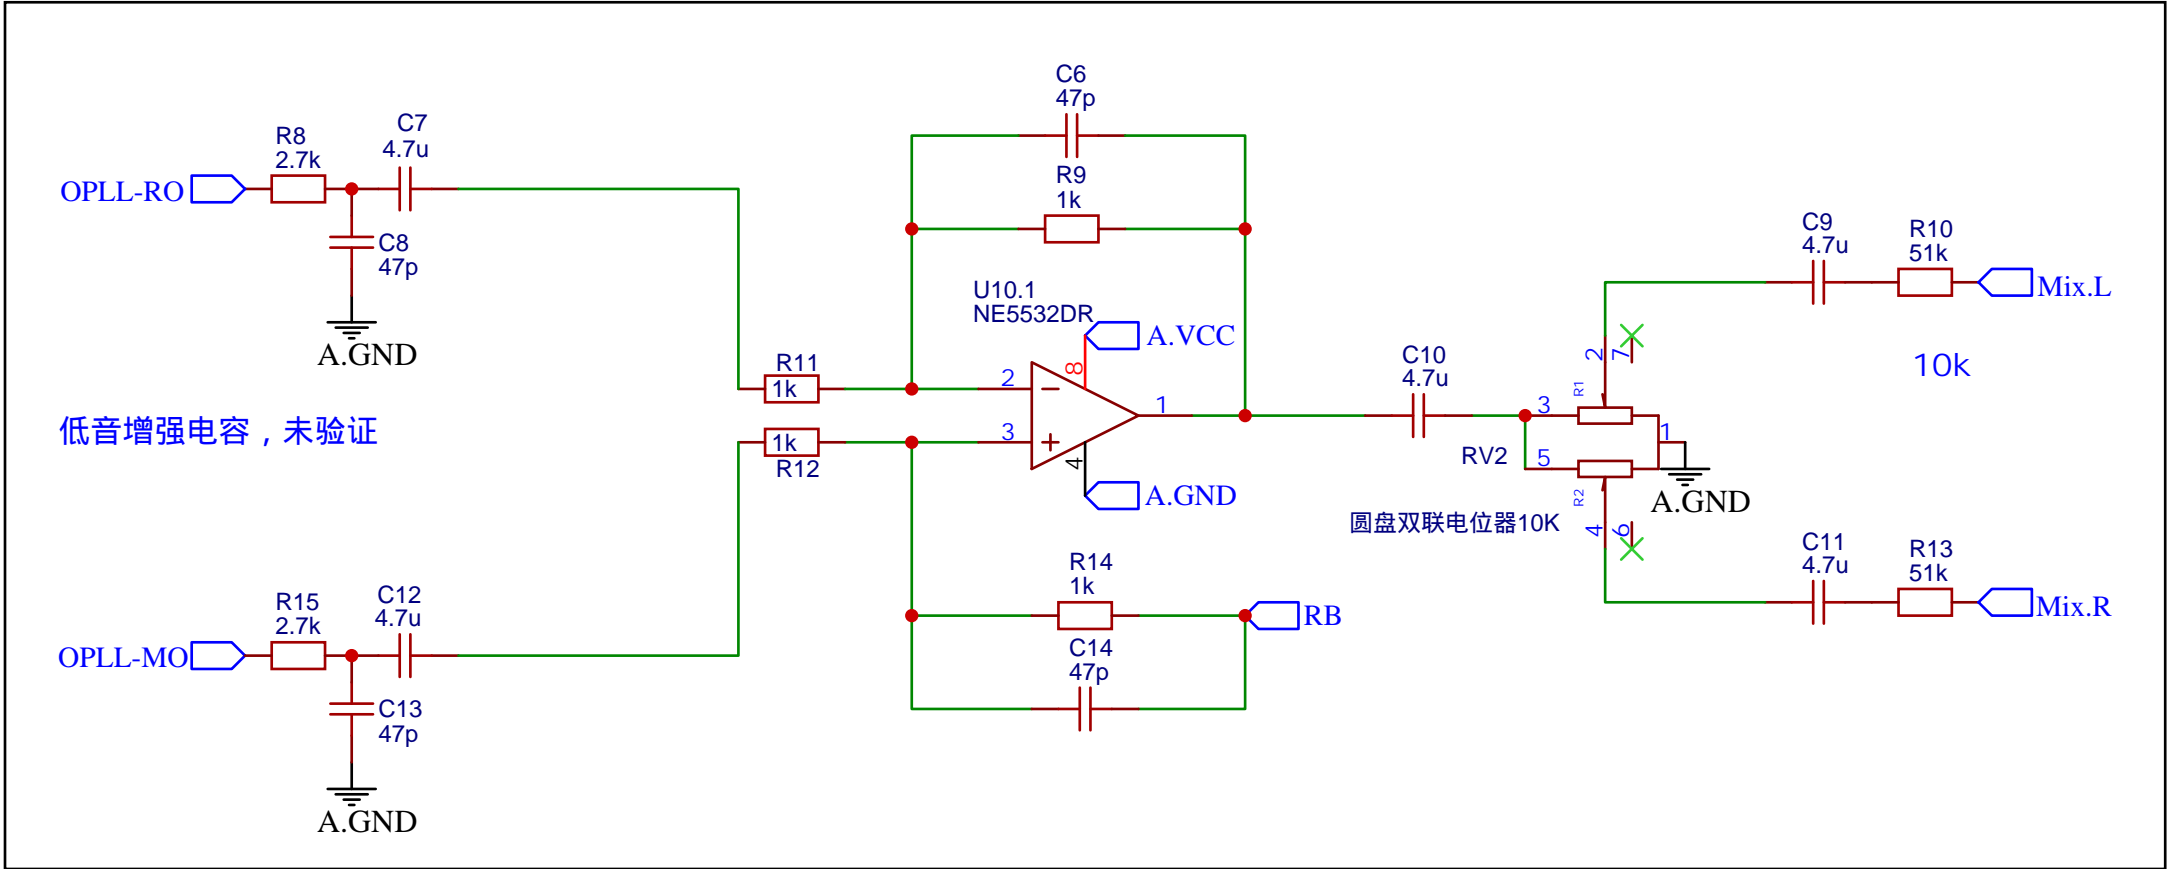 C6
47p
R9
1k
C7
4.7u
R8
2.7k
OPLL-RO
C8
47p
A.GND
低音增强电容，未验证
R11
1k
1k
R12
U10.1
NE5532DR
A.VCC
8
2
3
1
4
A.GND
R14
1k
RB
C14
47p
C12
4.7u
R15
2.7k
OPLL-MO
C13
47p
A.GND
C10
4.7u
RV2
圆盘双联电位器10K
3
5
2
7
R1
1
R2
4
6
A.GND
C9
4.7u
R10
51k
Mix.L
10k
C11
4.7u
R13
51k
Mix.R